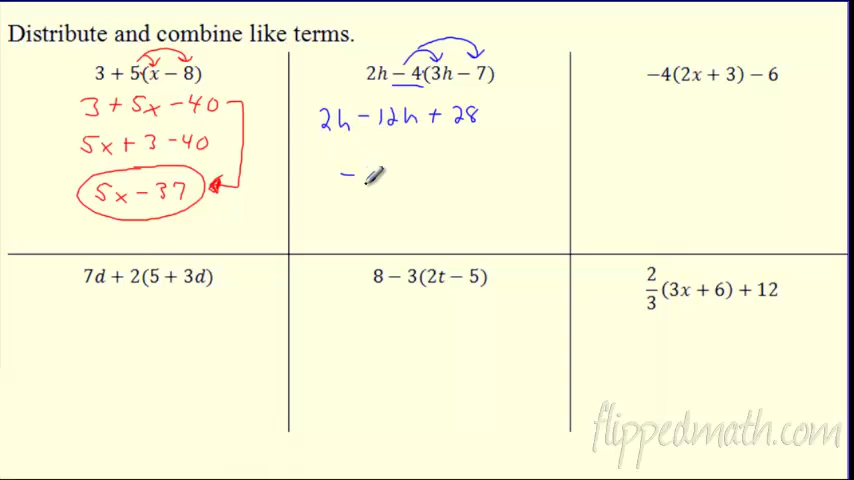 Distribute and combine like terms.
3 + 5(x − 8)
3 + 5x − 40
5x + 3 − 40
5x − 37
2h − 4(3h − 7)
2h − 12h + 28
−
−4(2x + 3) − 6
7d + 2(5 + 3d)
8 − 3(2t − 5)
2/3(3x + 6) + 12
flippedmath.com